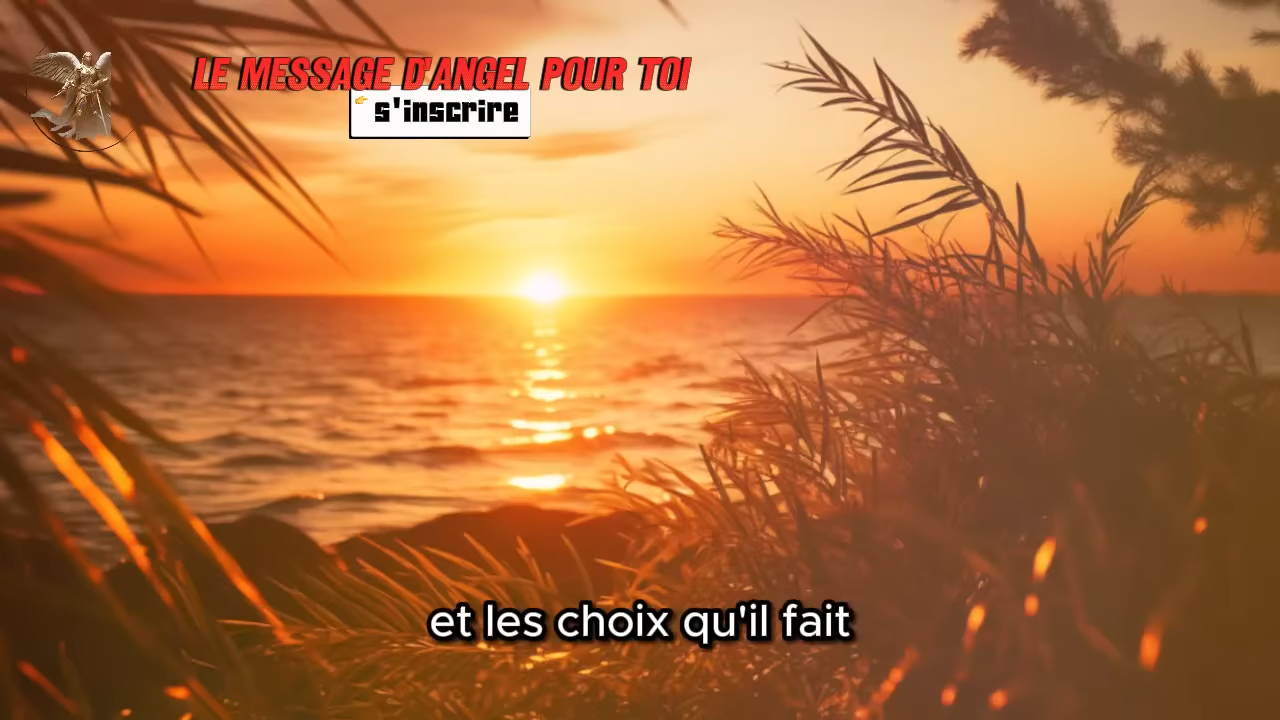 LE MESSAGE D'ANGEL POUR TOI
👉 s'inscrire
et les choix qu'il fait